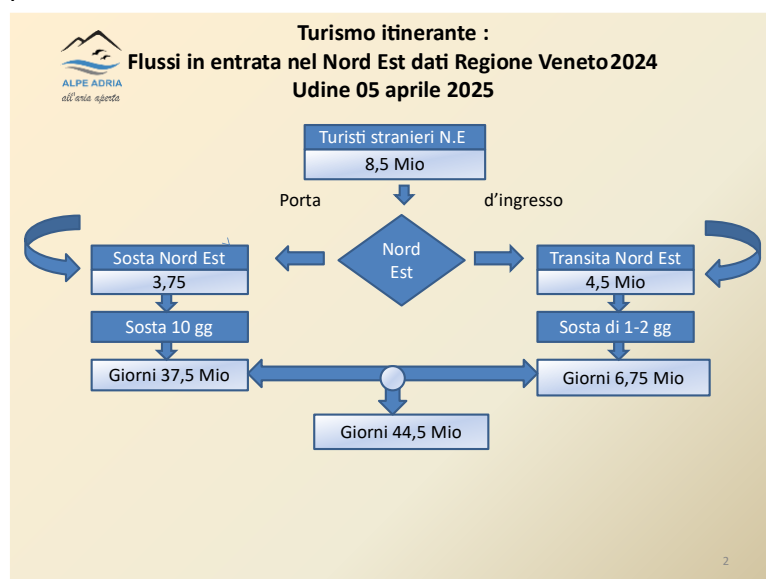 Turismo itinerante :
Flussi in entrata nel Nord Est dati Regione Veneto 2024
Udine 05 aprile 2025
ALPE ADRIA
all'aria aperta
Turisti stranieri N.E
8,5 Mio
Porta
d'ingresso
Nord
Est
Sosta Nord Est
3,75
Transita Nord Est
4,5 Mio
Sosta 10 gg
Sosta di 1-2 gg
Giorni 37,5 Mio
Giorni 6,75 Mio
Giorni 44,5 Mio
2